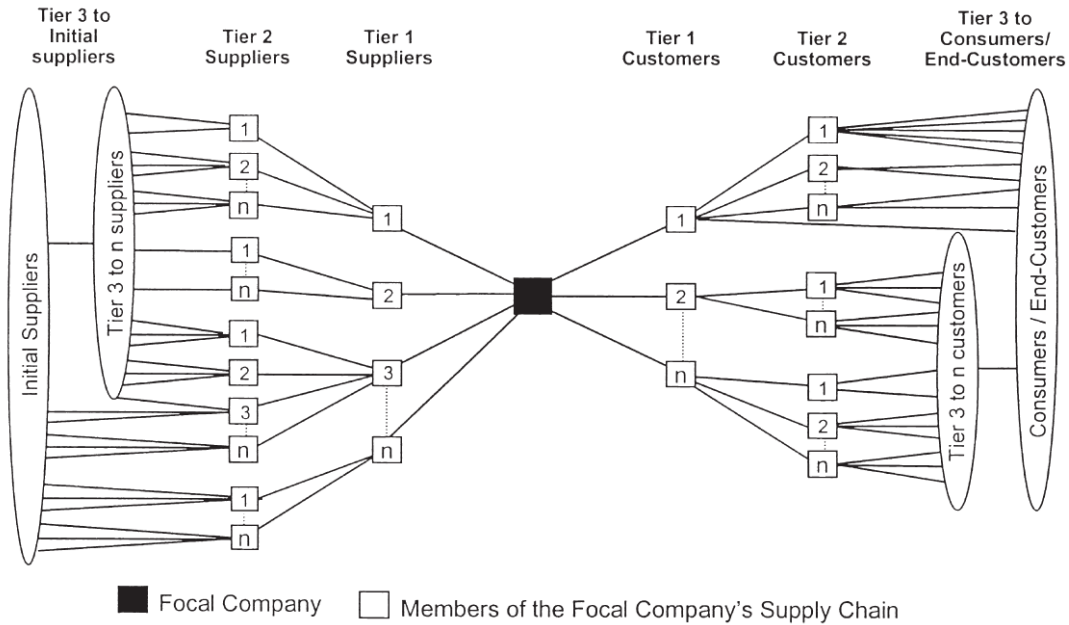 Tier 3 to
Initial
suppliers
Tier 2
Suppliers
Tier 1
Suppliers
Tier 1
Customers
Tier 2
Customers
Tier 3 to
Consumers/
End-Customers
Initial Suppliers
Tier 3 to n suppliers
1
2
n
1
n
1
2
3
n
1
n
1
2
3
n
1
2
n
1
2
n
1
n
1
2
n
Tier 3 to n customers
Consumers / End-Customers
Focal Company
Members of the Focal Company's Supply Chain